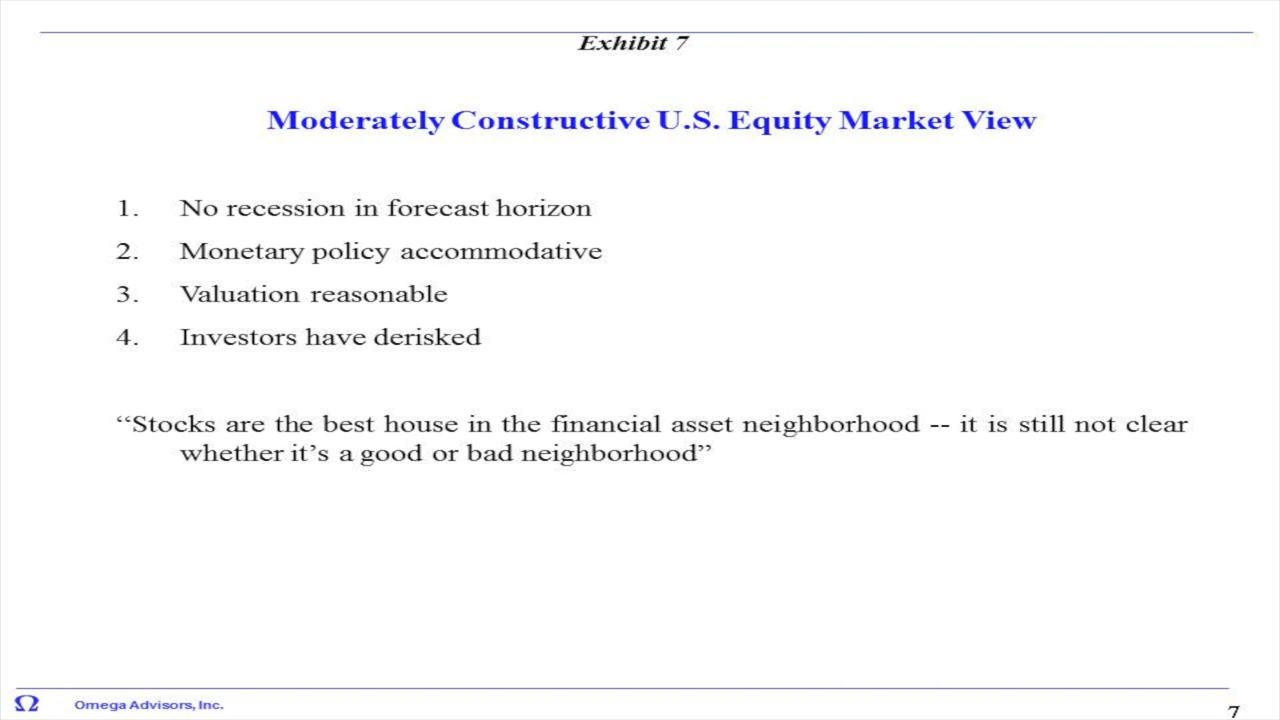 Exhibit 7
Moderately Constructive U.S. Equity Market View
1. No recession in forecast horizon
2. Monetary policy accommodative
3. Valuation reasonable
4. Investors have derisked
“Stocks are the best house in the financial asset neighborhood -- it is still not clear
whether it’s a good or bad neighborhood”
Ω Omega Advisors, Inc.
7